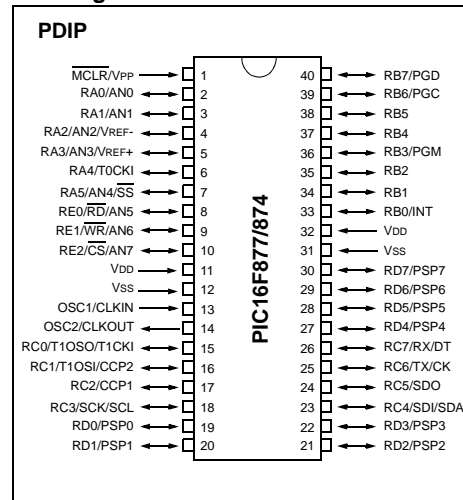 PDIP
MCLR/VPP 1
RA0/AN0 2
RA1/AN1 3
RA2/AN2/VREF- 4
RA3/AN3/VREF+ 5
RA4/T0CKI 6
RA5/AN4/SS 7
RE0/RD/AN5 8
RE1/WR/AN6 9
RE2/CS/AN7 10
VDD 11
VSS 12
OSC1/CLKIN 13
OSC2/CLKOUT 14
RC0/T1OSO/T1CKI 15
RC1/T1OSI/CCP2 16
RC2/CCP1 17
RC3/SCK/SCL 18
RD0/PSP0 19
RD1/PSP1 20
PIC16F877/874
40 RB7/PGD
39 RB6/PGC
38 RB5
37 RB4
36 RB3/PGM
35 RB2
34 RB1
33 RB0/INT
32 VDD
31 VSS
30 RD7/PSP7
29 RD6/PSP6
28 RD5/PSP5
27 RD4/PSP4
26 RC7/RX/DT
25 RC6/TX/CK
24 RC5/SDO
23 RC4/SDI/SDA
22 RD3/PSP3
21 RD2/PSP2